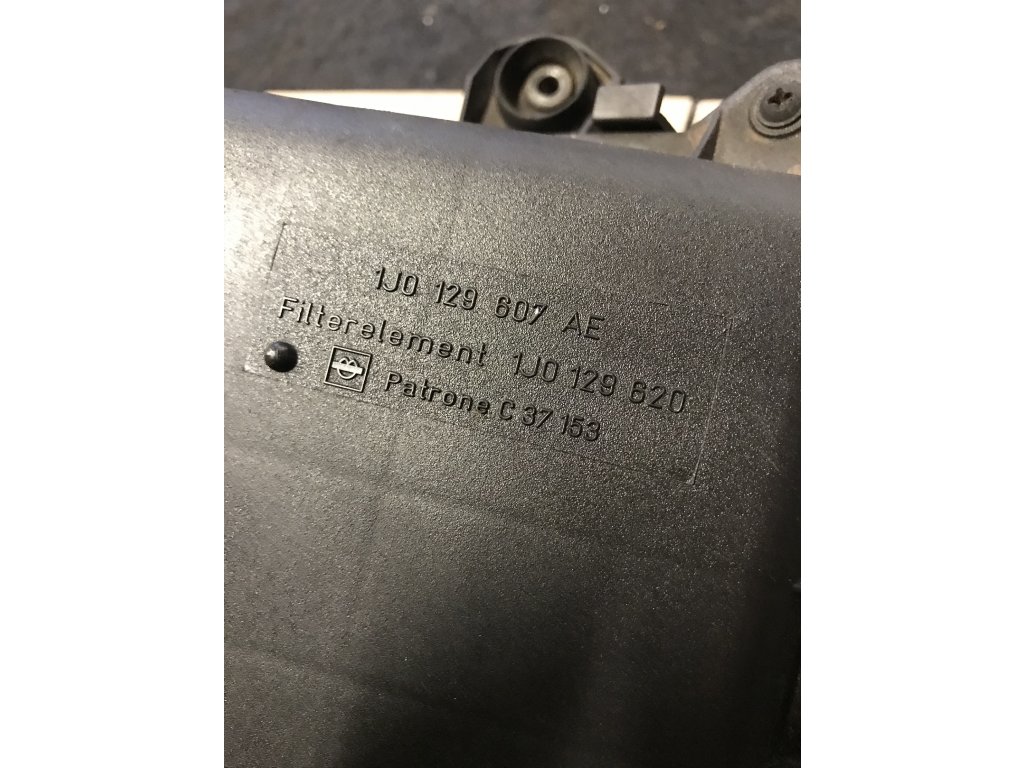 1J0 129 607 AE
Filterelement 1J0 129 620
Patrone C 37 153